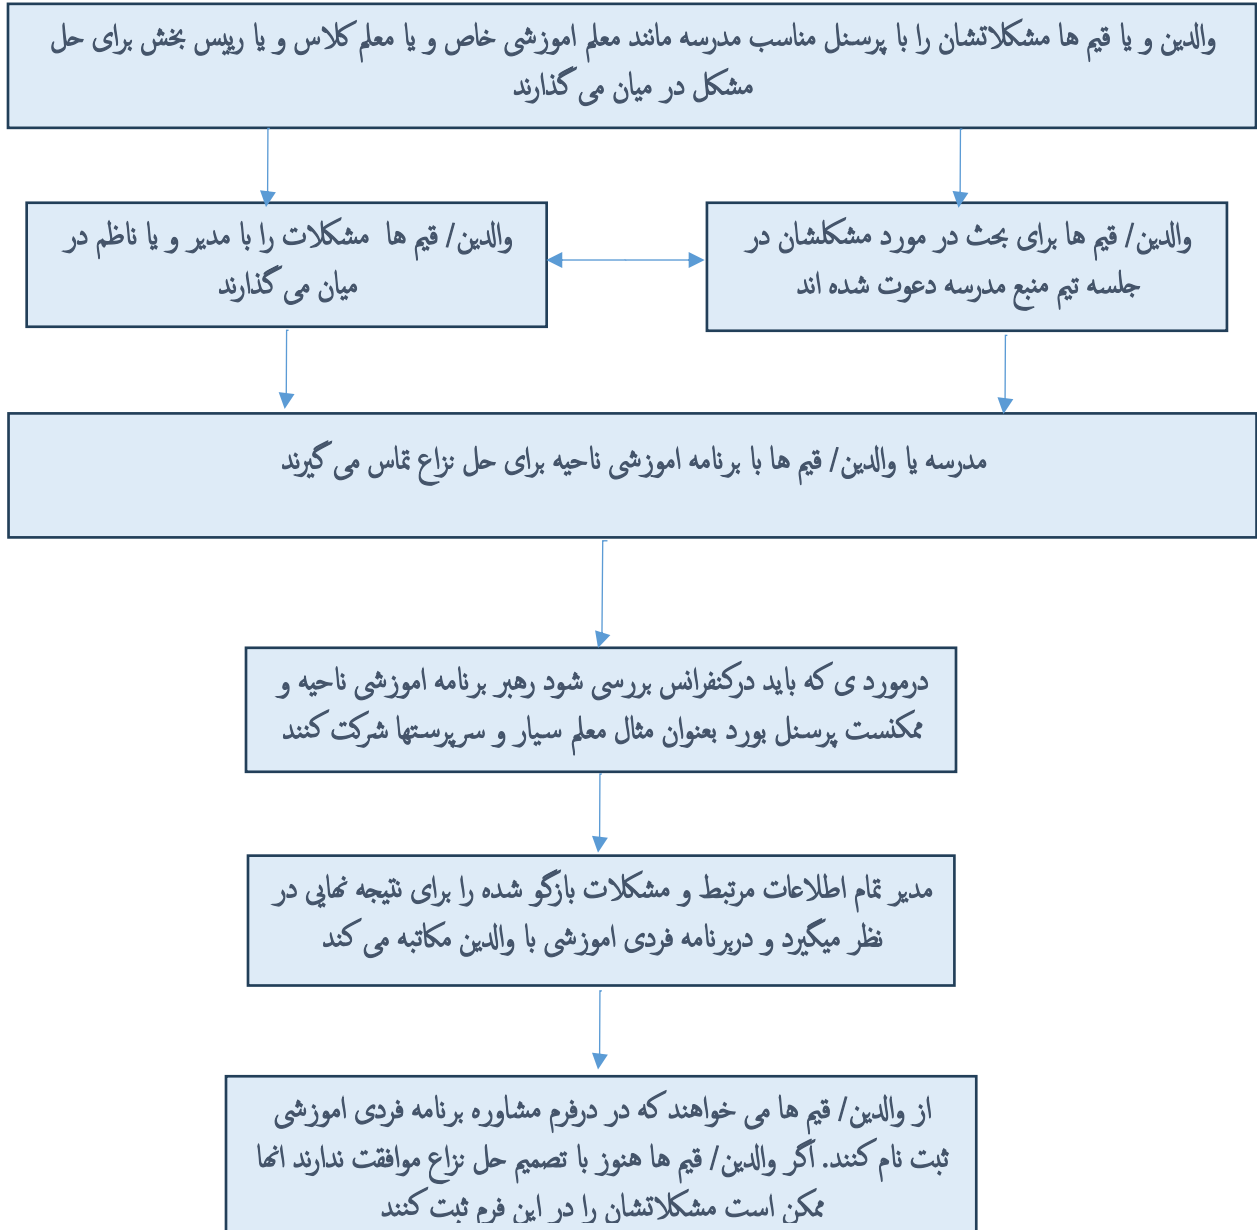 والدین و یا قیم ها مشکلاتشان را با پرسنل مناسب مدرسه مانند معلم اموزشی خاص و یا معلم کلاس و یا رییس بخش برای حل
مشکل در میان می گذارند
والدین/ قیم ها برای بحث در مورد مشکلشان در
جلسه تیم منبع مدرسه دعوت شده اند
والدین/ قیم ها مشکلات را با مدیر و یا ناظم در
میان می گذارند
مدرسه یا والدین/ قیم ها با برنامه اموزشی ناحیه برای حل نزاع تماس می گیرند
درمورد ی که باید درکنفرانس بررسی شود رهبر برنامه اموزشی ناحیه و
ممکنست پرسنل بورد بعنوان مثال معلم سیار و سرپرستها شرکت کنند
مدیر تمام اطلاعات مرتبط و مشکلات بازگو شده را برای نتیجه نهایی در
نظر میگیرد و دربرنامه فردی اموزشی با والدین مکاتبه می کند
از والدین/ قیم ها می خواهند که در درفرم مشاوره برنامه فردی اموزشی
ثبت نام کنند. اگر والدین/ قیم ها هنوز با تصمیم حل نزاع موافقت ندارند انها
ممکن است مشکلاتشان را در این فرم ثبت کنند